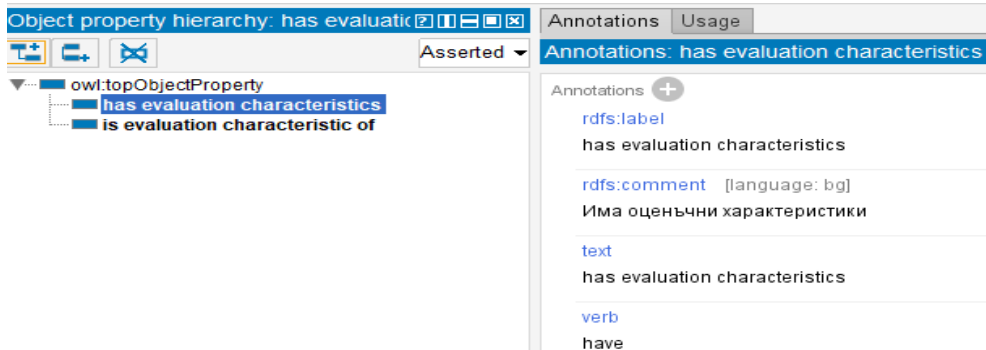 Object property hierarchy: has evaluatic
Asserted
owl:topObjectProperty
has evaluation characteristics
is evaluation characteristic of
Annotations Usage
Annotations: has evaluation characteristics
Annotations
rdfs:label
has evaluation characteristics
rdfs:comment [language: bg]
Има оценъчни характеристики
text
has evaluation characteristics
verb
have